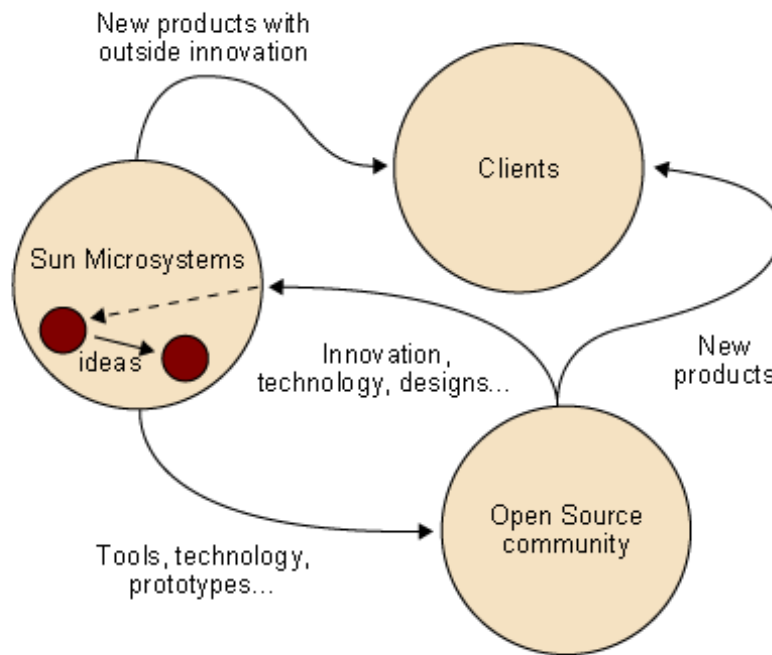 New products with
outside innovation
Clients
Sun Microsystems
ideas
Innovation,
technology, designs...
New
products
Open Source
community
Tools, technology,
prototypes...